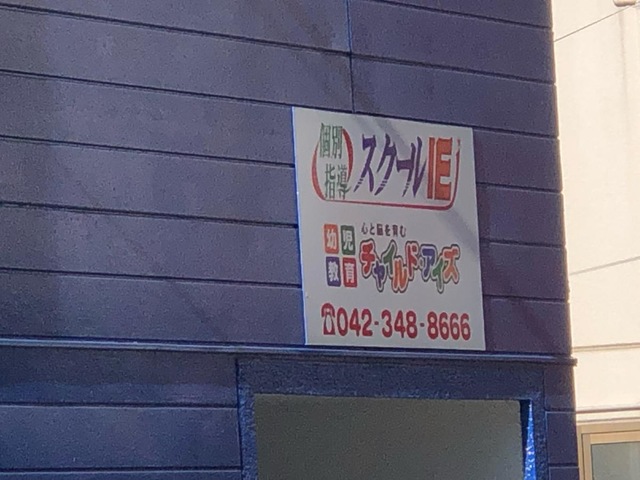 個別
指導
スクールIE
幼児
教育
心と脳を育む
チャイルド・アイズ
☎042-348-8666